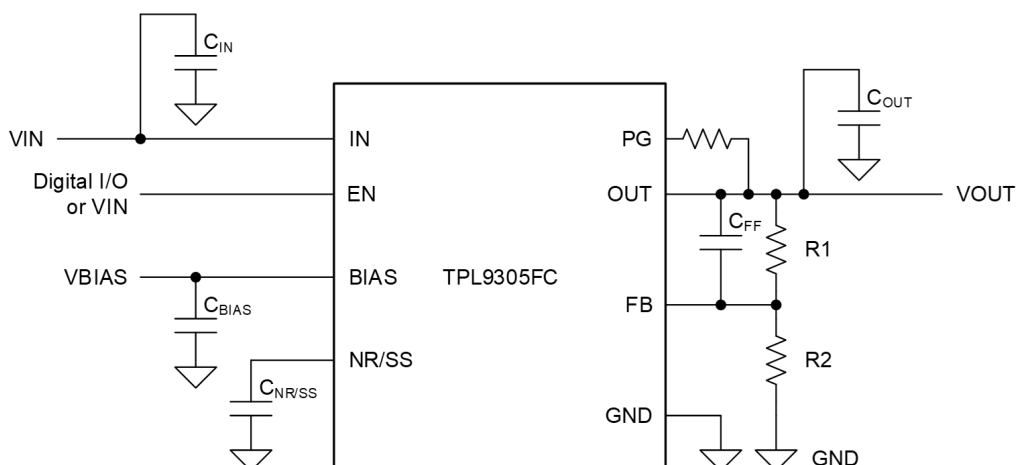 CIN
COUT
VIN
IN
PG
Digital I/O
or VIN
EN
OUT
VOUT
CFF
R1
VBIAS
BIAS
TPL9305FC
FB
CBIAS
NR/SS
R2
CNR/SS
GND
GND